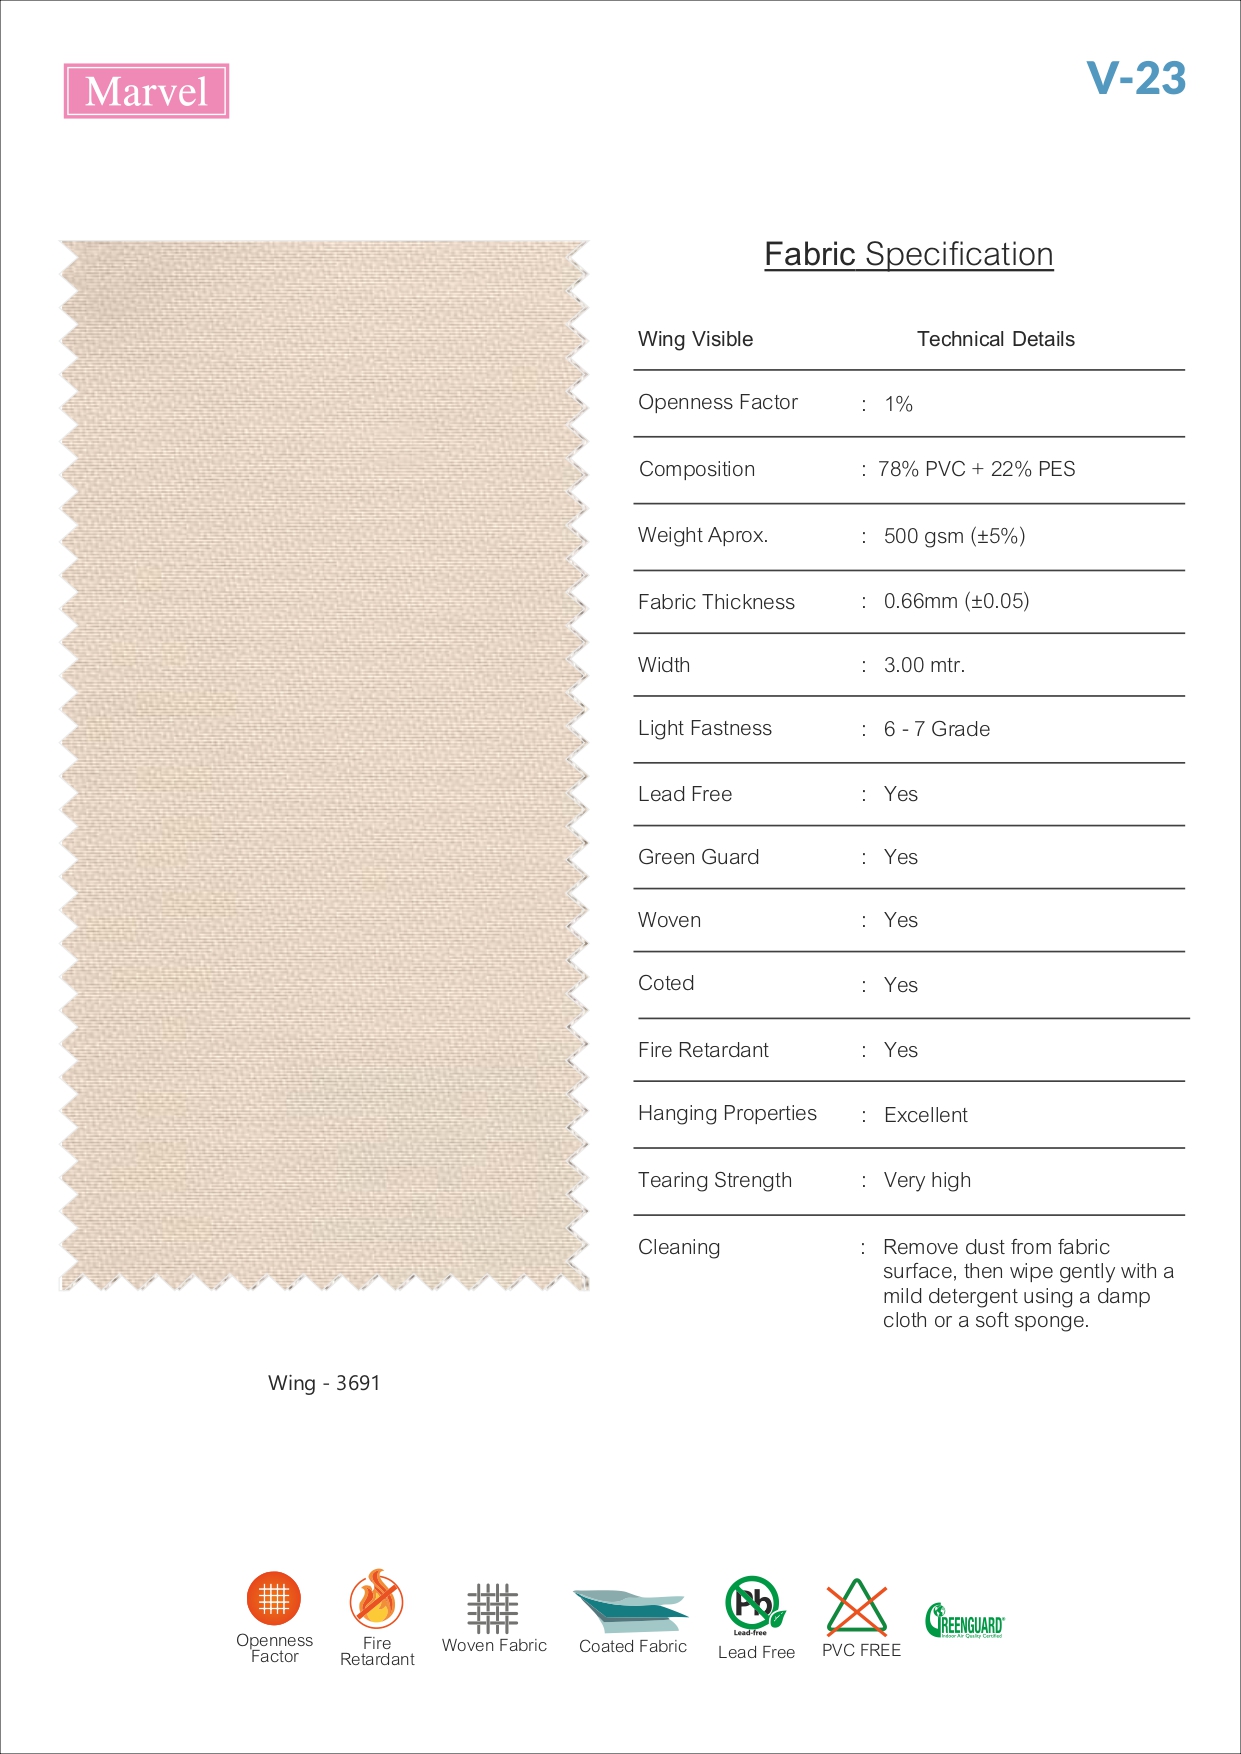 Marvel
V-23
Fabric Specification
Wing Visible Technical Details
Openness Factor : 1%
Composition : 78% PVC + 22% PES
Weight Aprox. : 500 gsm (±5%)
Fabric Thickness : 0.66mm (±0.05)
Width : 3.00 mtr.
Light Fastness : 6 - 7 Grade
Lead Free : Yes
Green Guard : Yes
Woven : Yes
Coted : Yes
Fire Retardant : Yes
Hanging Properties : Excellent
Tearing Strength : Very high
Cleaning : Remove dust from fabric
surface, then wipe gently with a
mild detergent using a damp
cloth or a soft sponge.
Wing - 3691
Openness
Factor
Fire
Retardant
Woven Fabric
Coated Fabric
Pb
Lead-free
Lead Free
PVC FREE
GREENGUARD
Indoor Air Quality Certified